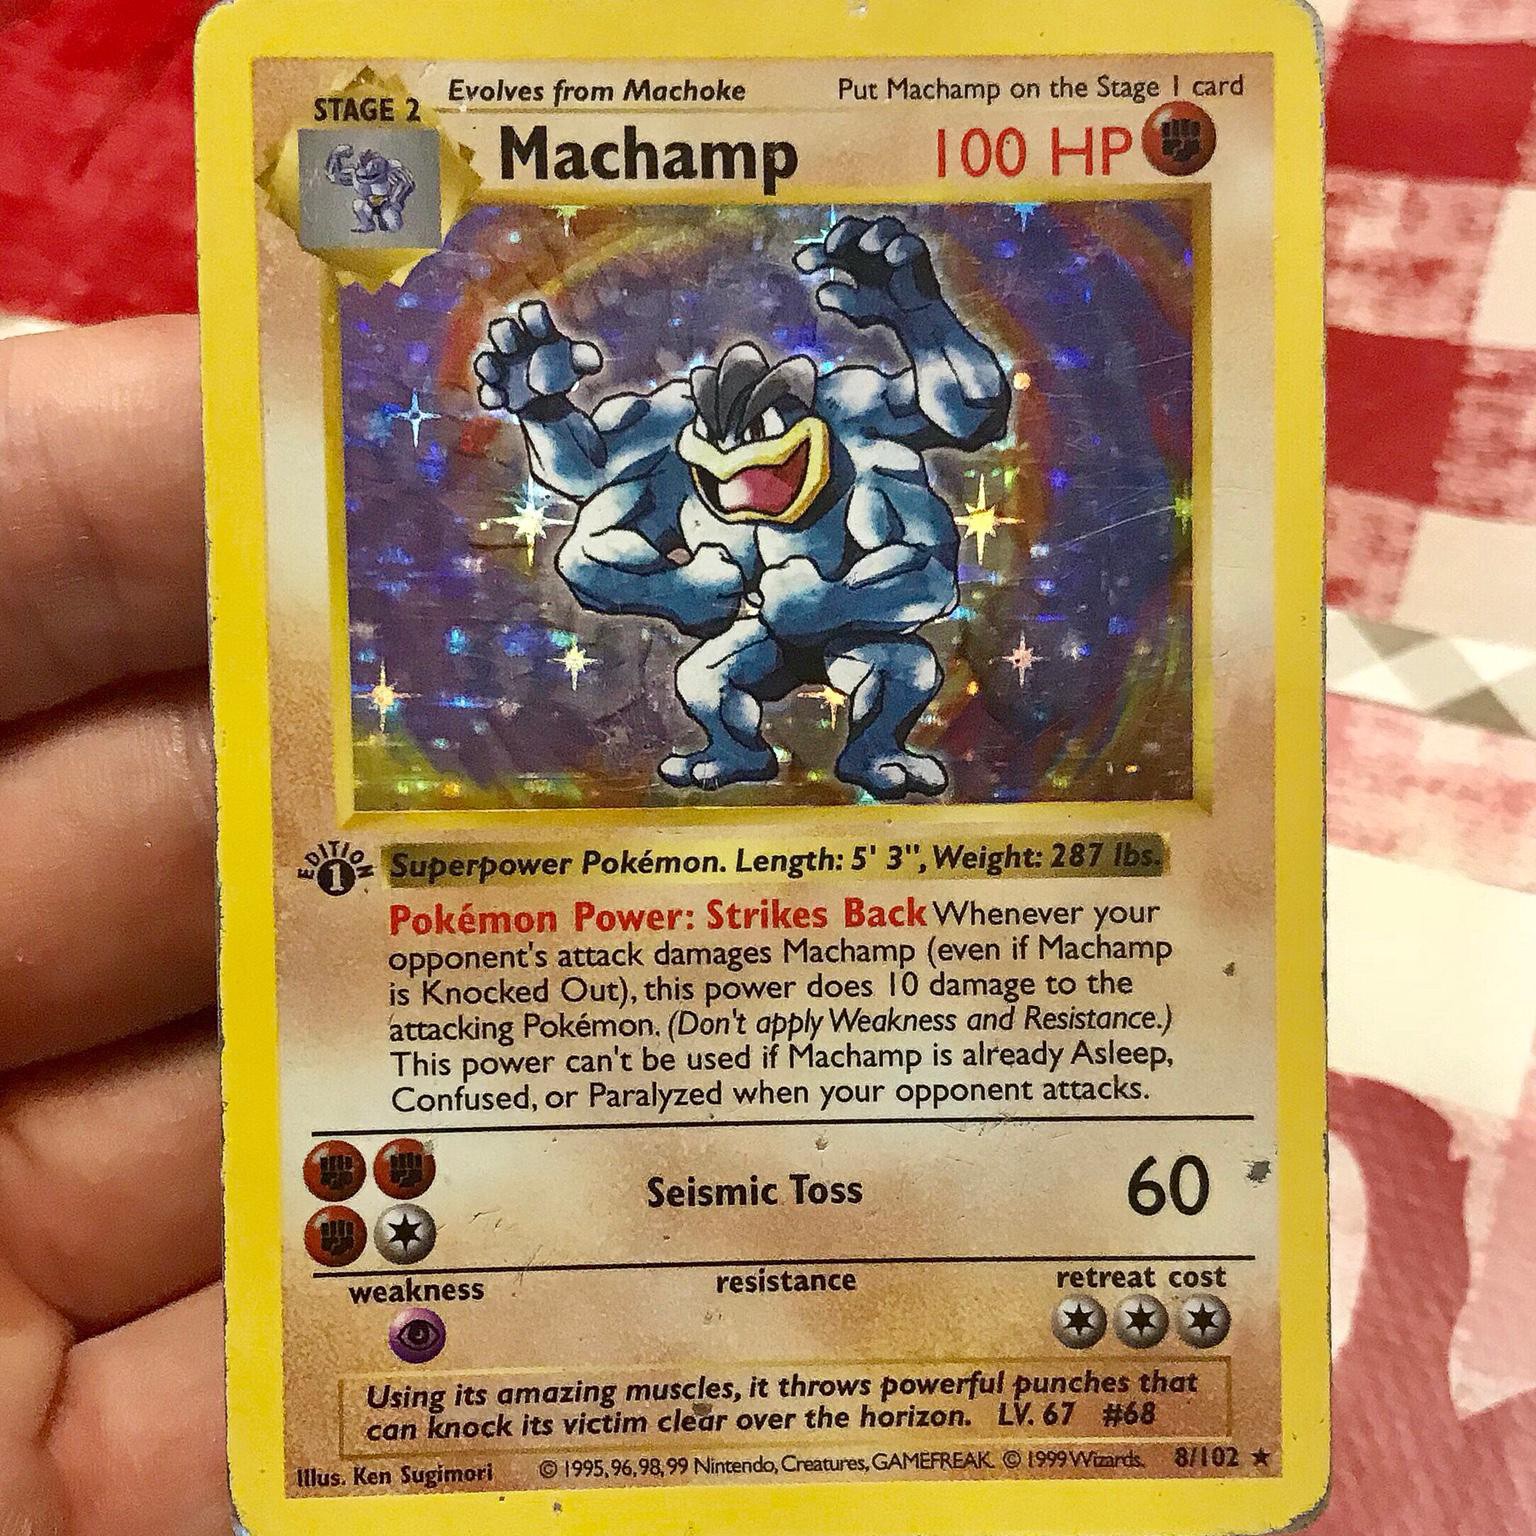 Evolves from Machoke Put Machamp on the Stage 1 card
STAGE 2
Machamp 100 HP
EDITION 1
Superpower Pokémon. Length: 5' 3", Weight: 287 lbs.
Pokémon Power: Strikes Back Whenever your
opponent's attack damages Machamp (even if Machamp
is Knocked Out), this power does 10 damage to the
attacking Pokémon. (Don't apply Weakness and Resistance.)
This power can't be used if Machamp is already Asleep,
Confused, or Paralyzed when your opponent attacks.
Seismic Toss 60
weakness resistance retreat cost
Using its amazing muscles, it throws powerful punches that
can knock its victim clear over the horizon. LV. 67 #68
Illus. Ken Sugimori © 1995, 96, 98, 99 Nintendo, Creatures, GAMEFREAK. © 1999 Wizards. 8/102 ★